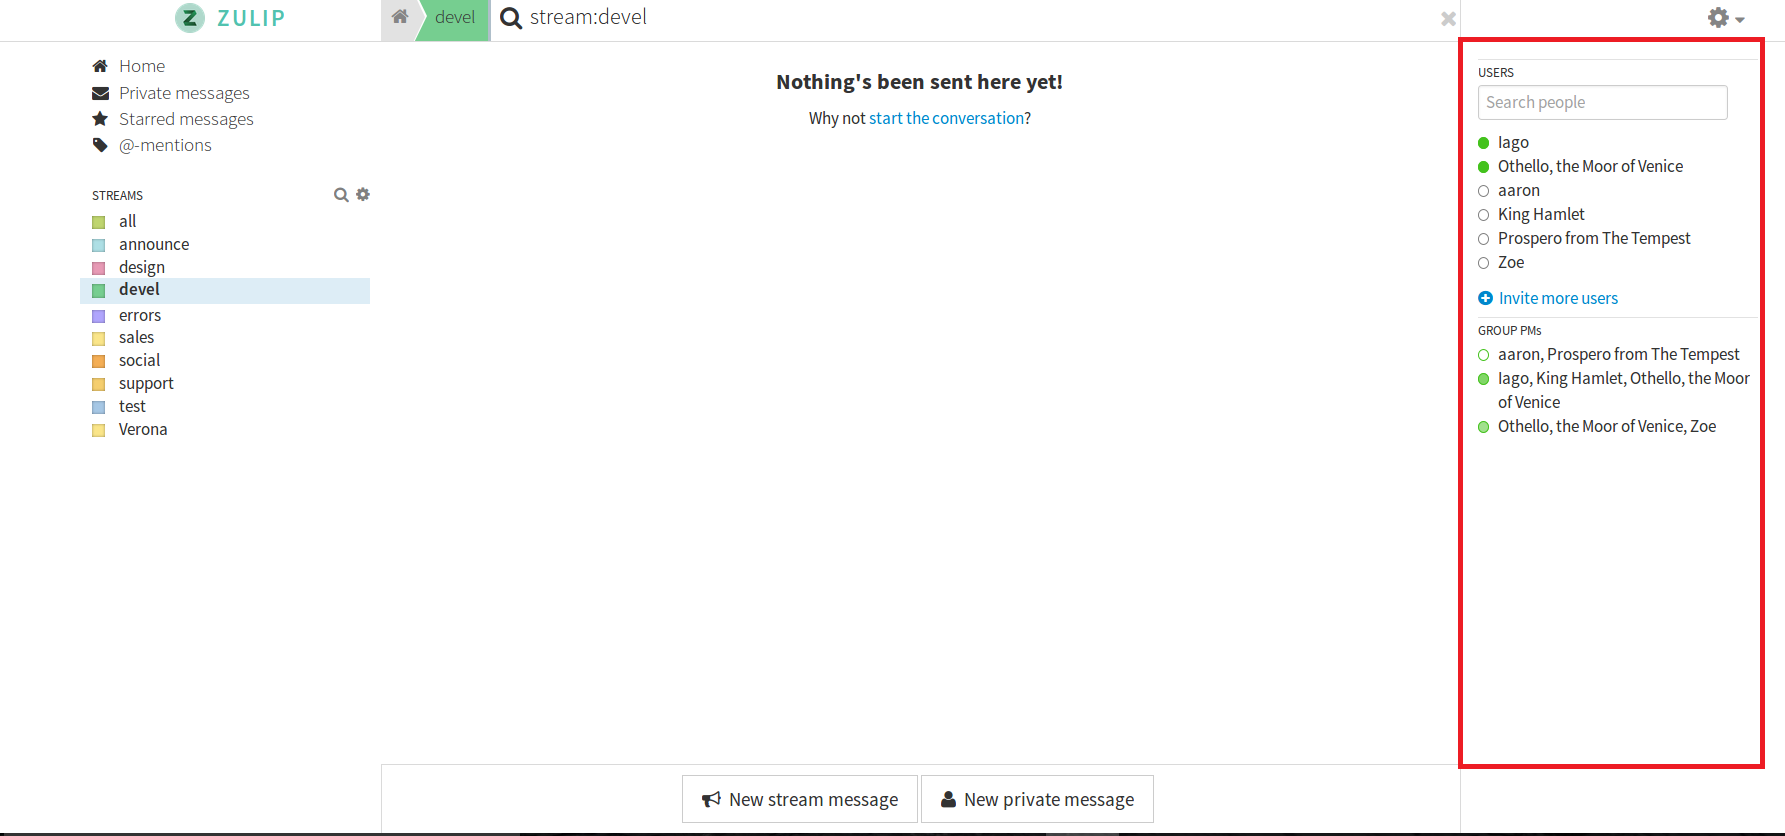 ZULIP
devel
stream:devel
Home
Private messages
Starred messages
@-mentions
STREAMS
all
announce
design
devel
errors
sales
social
support
test
Verona
Nothing's been sent here yet!
Why not start the conversation?
New stream message
New private message
USERS
Search people
Iago
Othello, the Moor of Venice
aaron
King Hamlet
Prospero from The Tempest
Zoe
Invite more users
GROUP PMs
aaron, Prospero from The Tempest
Iago, King Hamlet, Othello, the Moor
of Venice
Othello, the Moor of Venice, Zoe